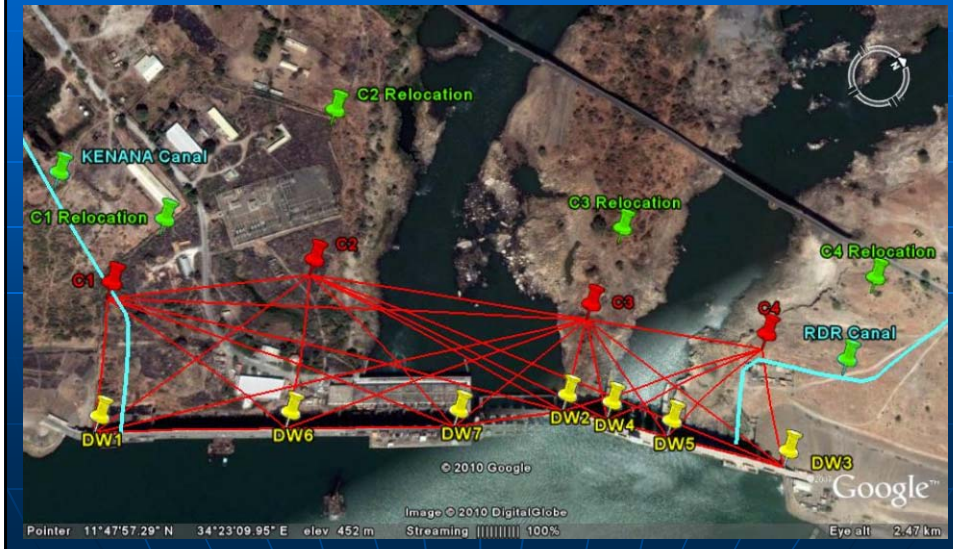 N
C2 Relocation
KENANA Canal
C1 Relocation
C3 Relocation
C2
C4 Relocation
C1
C3
C4
RDR Canal
DW1
DW6
DW7
DW2
DW4
DW5
DW3
© 2010 Google
Google™
Image © 2010 DigitalGlobe
Pointer 11°47'57.29" N 34°23'09.95" E elev 452 m Streaming 100% Eye alt 2.47 km